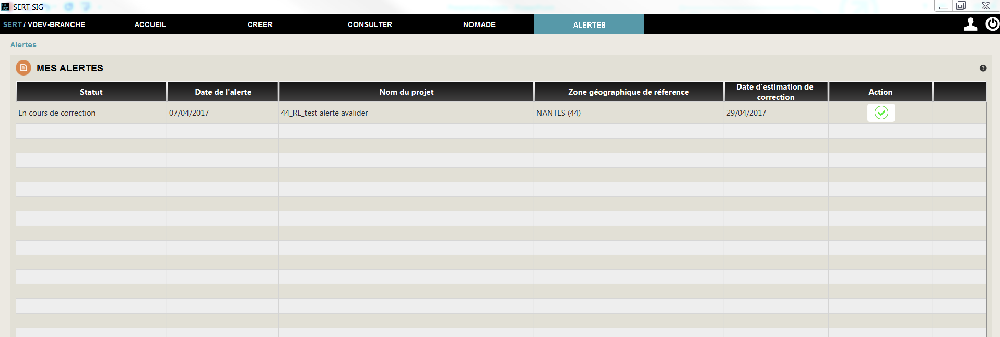 SERT SIG
SERT / VDEV-BRANCHE ACCUEIL CREER CONSULTER NOMADE ALERTES
Alertes
MES ALERTES ?
Statut Date de l'alerte Nom du projet Zone géographique de réference Date d'estimation de correction Action
En cours de correction 07/04/2017 44_RE_test alerte avalider NANTES (44) 29/04/2017